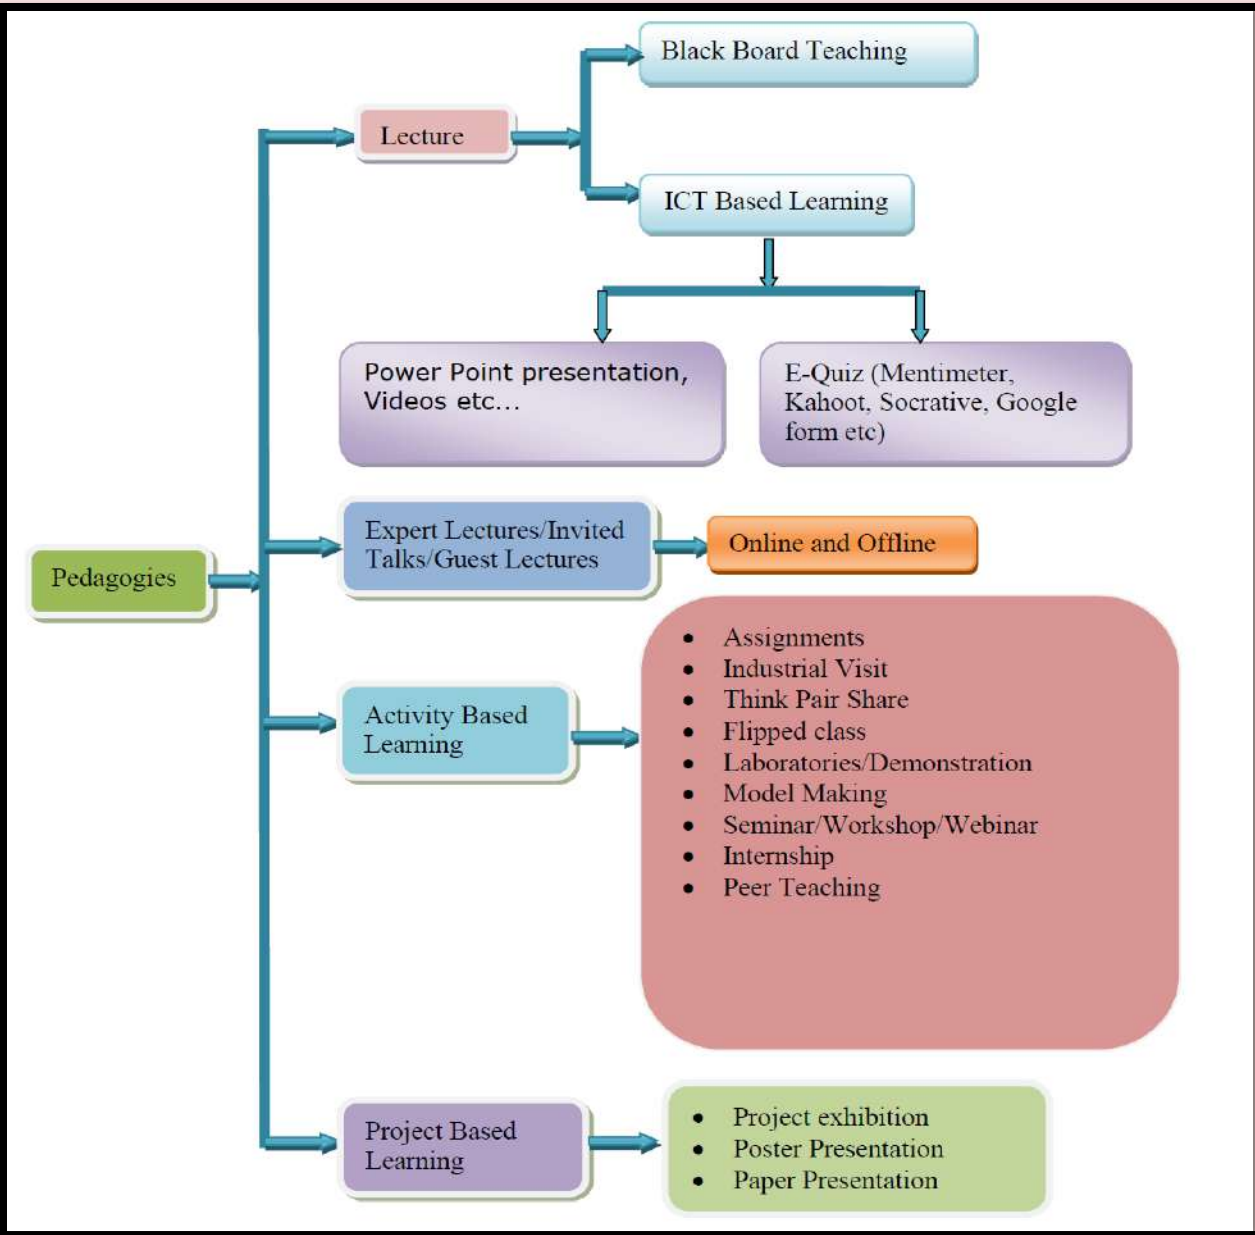 Black Board Teaching
Lecture
ICT Based Learning
Power Point presentation,
Videos etc...
E-Quiz (Mentimeter,
Kahoot, Socrative, Google
form etc)
Expert Lectures/Invited
Talks/Guest Lectures
Online and Offline
Pedagogies
• Assignments
• Industrial Visit
• Think Pair Share
• Flipped class
• Laboratories/Demonstration
• Model Making
• Seminar/Workshop/Webinar
• Internship
• Peer Teaching
Activity Based
Learning
Project Based
Learning
• Project exhibition
• Poster Presentation
• Paper Presentation